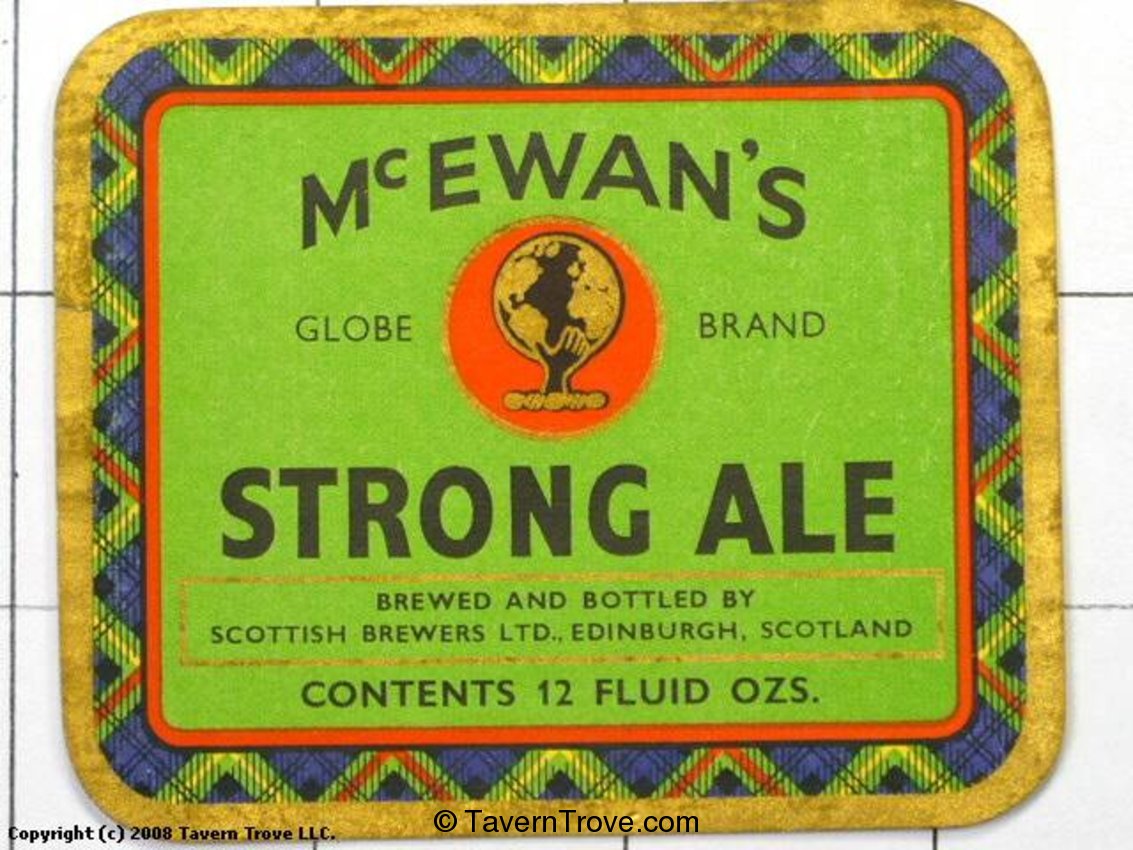 McEWAN'S
GLOBE BRAND
STRONG ALE
BREWED AND BOTTLED BY
SCOTTISH BREWERS LTD., EDINBURGH, SCOTLAND
CONTENTS 12 FLUID OZS.
Copyright (c) 2008 Tavern Trove LLC.
© TavernTrove.com